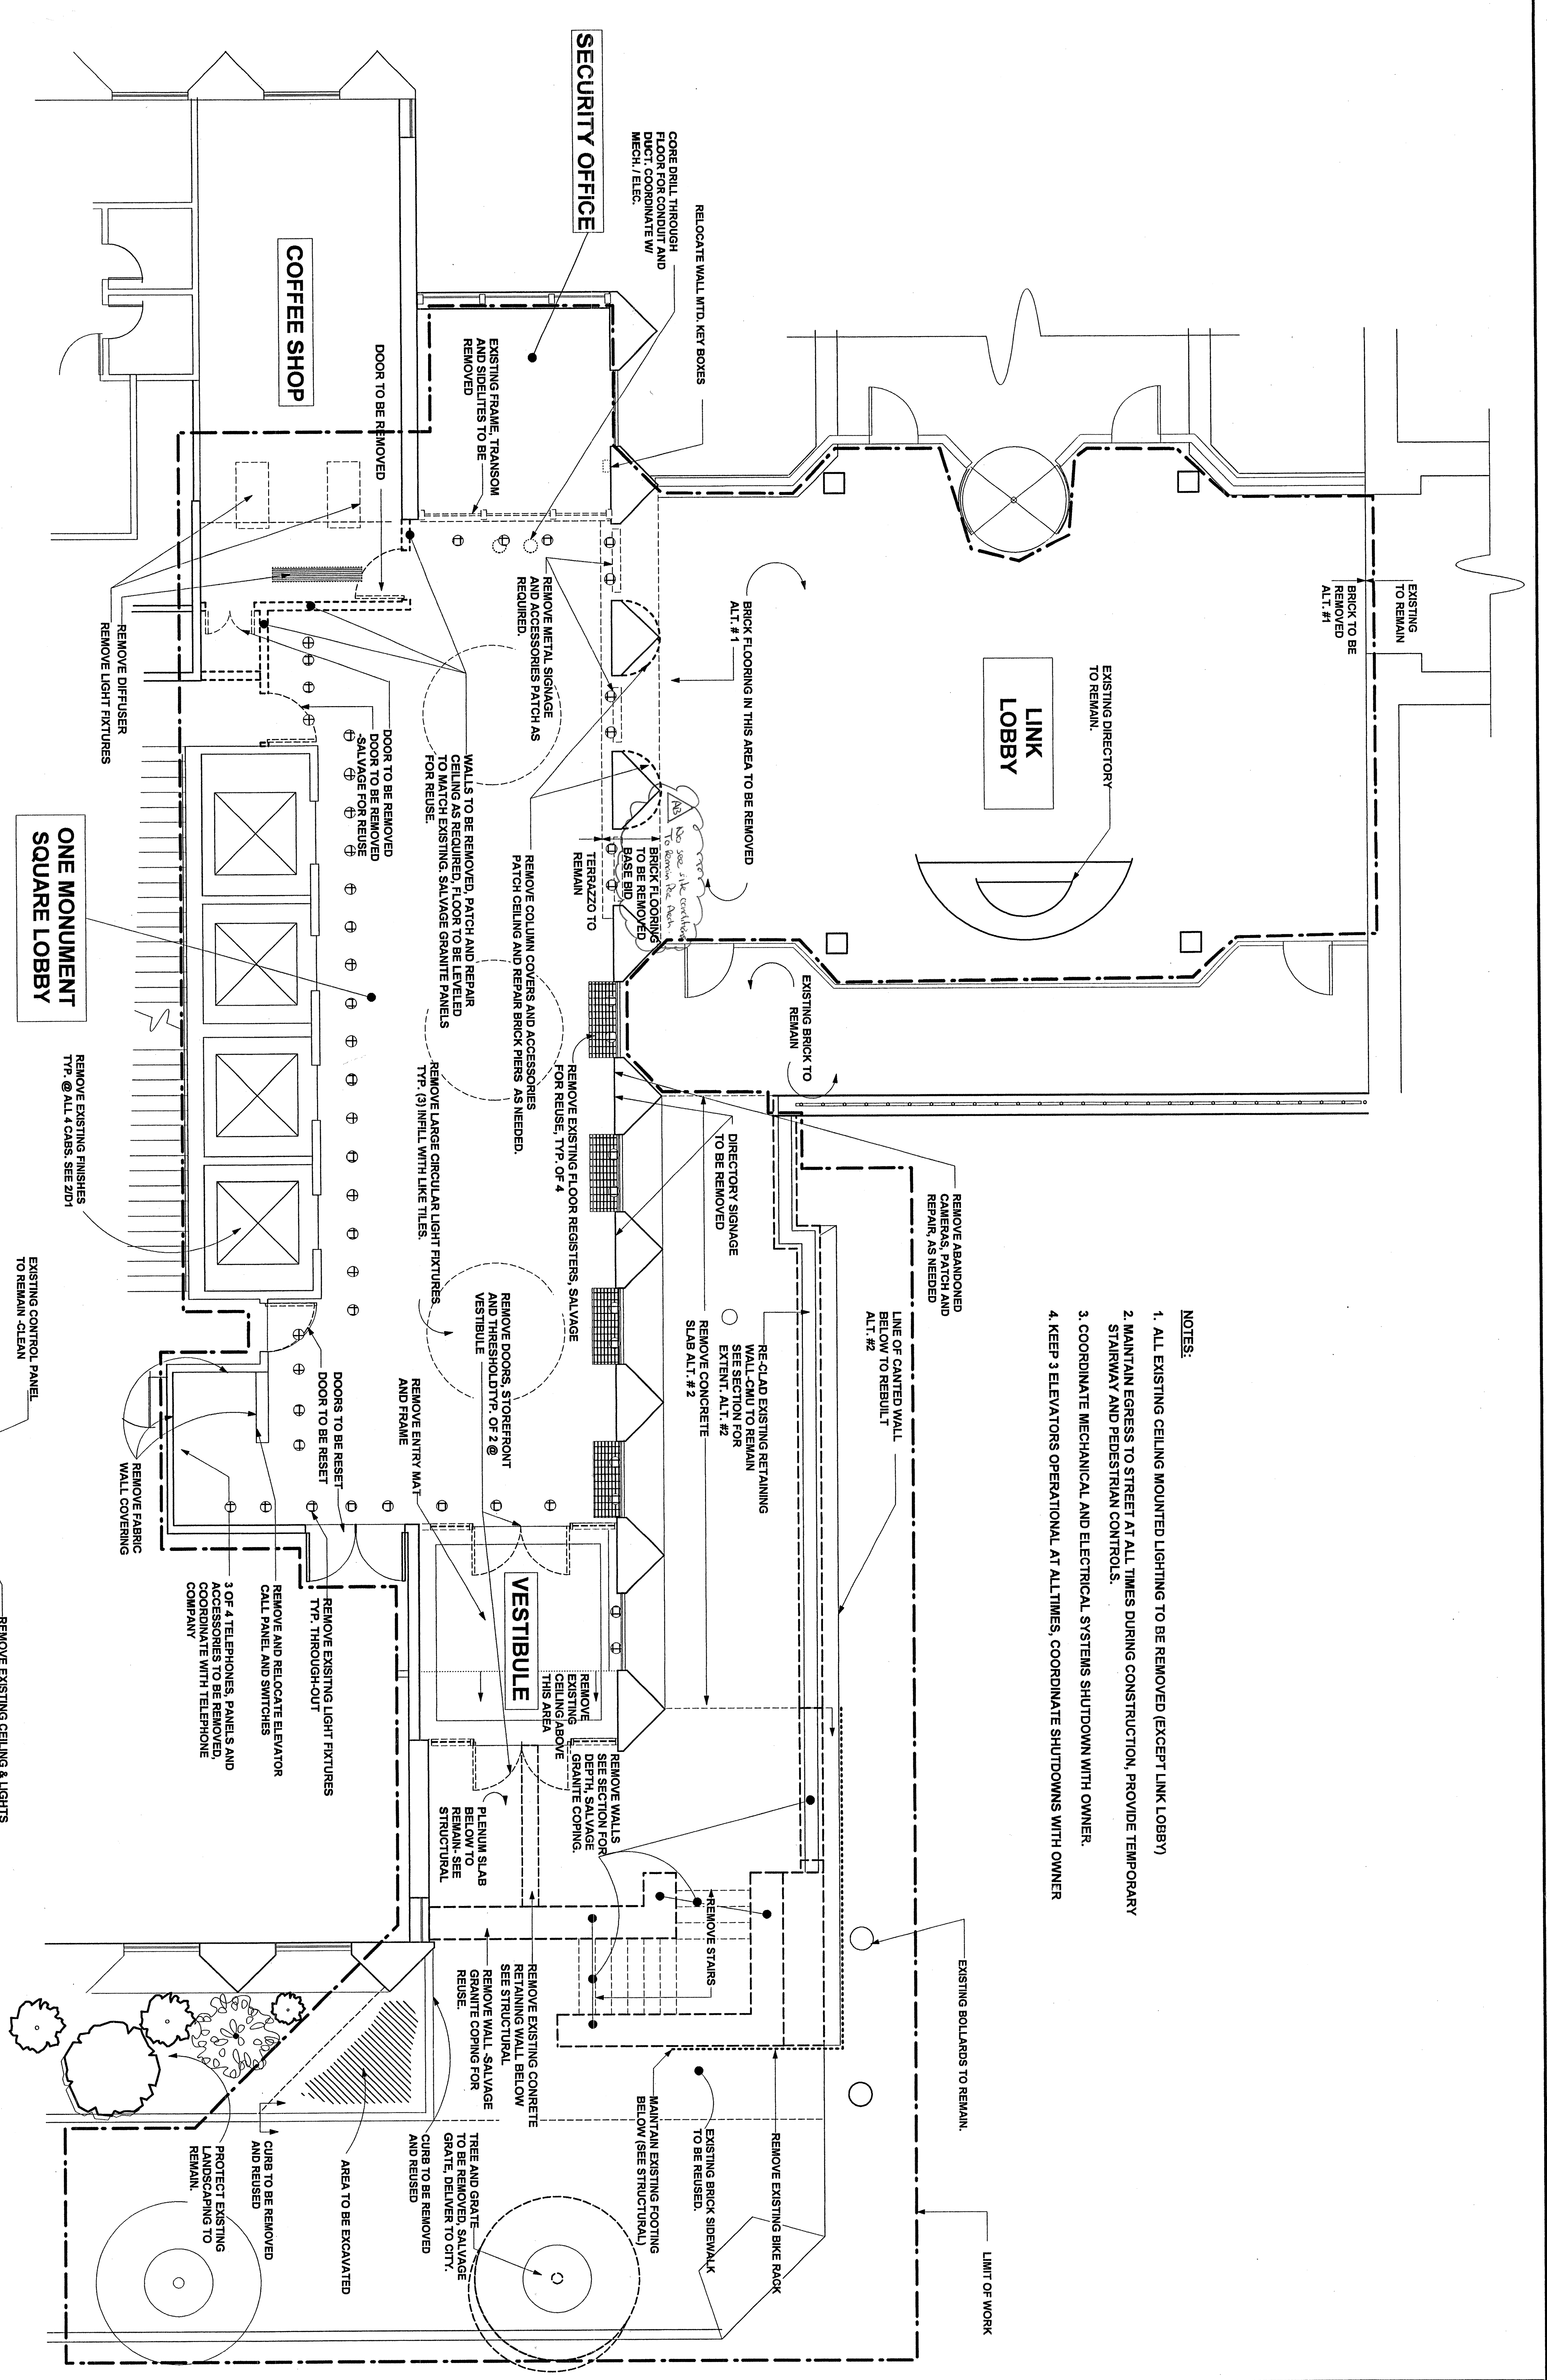 NOTES:
1. ALL EXISTING CEILING MOUNTED LIGHTING TO BE REMOVED (EXCEPT LINK LOBBY)
2. MAINTAIN EGRESS TO STREET AT ALL TIMES DURING CONSTRUCTION, PROVIDE TEMPORARY
STAIRWAY AND PEDESTRIAN CONTROLS.
3. COORDINATE MECHANICAL AND ELECTRICAL SYSTEMS SHUTDOWN WITH OWNER.
4. KEEP 3 ELEVATORS OPERATIONAL AT ALL TIMES, COORDINATE SHUTDOWNS WITH OWNER
EXISTING
TO REMAIN
BRICK TO BE
REMOVED
ALT. #1
EXISTING DIRECTORY
TO REMAIN.
LINK
LOBBY
EXISTING BOLLARDS TO REMAIN.
LIMIT OF WORK
REMOVE ABANDONED
CAMERAS, PATCH AND
REPAIR, AS NEEDED
LINE OF CANTED WALL
BELOW TO REBUILT
ALT. #2
EXISTING BRICK TO
REMAIN
BRICK FLOORING IN THIS AREA TO BE REMOVED
ALT. # 1
RE-CLAD EXISTING RETAINING
WALL-CMU TO REMAIN
SEE SECTION FOR
EXTENT. ALT. #2
DIRECTORY SIGNAGE
TO BE REMOVED
REMOVE CONCRETE
SLAB ALT. # 2
RELOCATE WALL MTD. KEY BOXES
CORE DRILL THROUGH
FLOOR FOR CONDUIT AND
DUCT. COORDINATE W/
MECH. / ELEC.
SECURITY OFFICE
AB
No see site conditions
To Remain Per Arch.
BRICK FLOORING
TO BE REMOVED
BASE BID
TERRAZZO TO
REMAIN
REMOVE EXISTING BIKE RACK
EXISTING BRICK SIDEWALK
TO BE REUSED.
MAINTAIN EXISTING FOOTING
BELOW (SEE STRUCTURAL)
REMOVE STAIRS
REMOVE WALLS
SEE SECTION FOR
DEPTH, SALVAGE
GRANITE COPING.
REMOVE
EXISTING
CEILING ABOVE
THIS AREA
VESTIBULE
REMOVE EXISTING FLOOR REGISTERS, SALVAGE
FOR REUSE, TYP. OF 4
REMOVE METAL SIGNAGE
AND ACCESSORIES PATCH AS
REQUIRED.
REMOVE COLUMN COVERS AND ACCESSORIES
PATCH CEILING AND REPAIR BRICK PIERS AS NEEDED.
EXISTING FRAME, TRANSOM
AND SIDELITES TO BE
REMOVED
REMOVE DOORS, STOREFRONT
AND THRESHOLDTYP. OF 2 @
VESTIBULE
REMOVE EXISTING CONRETE
RETAINING WALL BELOW
SEE STRUCTURAL
REMOVE WALL -SALVAGE
GRANITE COPING FOR
REUSE.
PLENUM SLAB
BELOW TO
REMAIN- SEE
STRUCTURAL
TREE AND GRATE
TO BE REMOVED, SALVAGE
GRATE, DELIVER TO CITY.
CURB TO BE REMOVED
AND REUSED
WALLS TO BE REMOVED, PATCH AND REPAIR
CEILING AS REQUIRED, FLOOR TO BE LEVELED
TO MATCH EXISTING. SALVAGE GRANITE PANELS
FOR REUSE.
REMOVE LARGE CIRCULAR LIGHT FIXTURES
TYP. (3) INFILL WITH LIKE TILES.
REMOVE ENTRY MAT
AND FRAME
DOOR TO BE REMOVED
DOOR TO BE REMOVED
DOOR TO BE REMOVED
-SALVAGE FOR REUSE
DOORS TO BE RESET
DOOR TO BE RESET
AREA TO BE EXCAVATED
REMOVE EXISITNG LIGHT FIXTURES
TYP. THROUGH-OUT
REMOVE AND RELOCATE ELEVATOR
CALL PANEL AND SWITCHES
3 OF 4 TELEPHONES, PANELS AND
ACCESSORIES TO BE REMOVED,
COORDINATE WITH TELEPHONE
COMPANY
CURB TO BE REMOVED
AND REUSED
PROTECT EXISTING
LANDSCAPING TO
REMAIN.
COFFEE SHOP
REMOVE DIFFUSER
REMOVE LIGHT FIXTURES
REMOVE FABRIC
WALL COVERING
ONE MONUMENT
SQUARE LOBBY
REMOVE EXISTING FINISHES
TYP. @ ALL 4 CABS. SEE 2/D1
EXISTING CONTROL PANEL
TO REMAIN -CLEAN
REMOVE EXISTING CEILING & LIGHTS